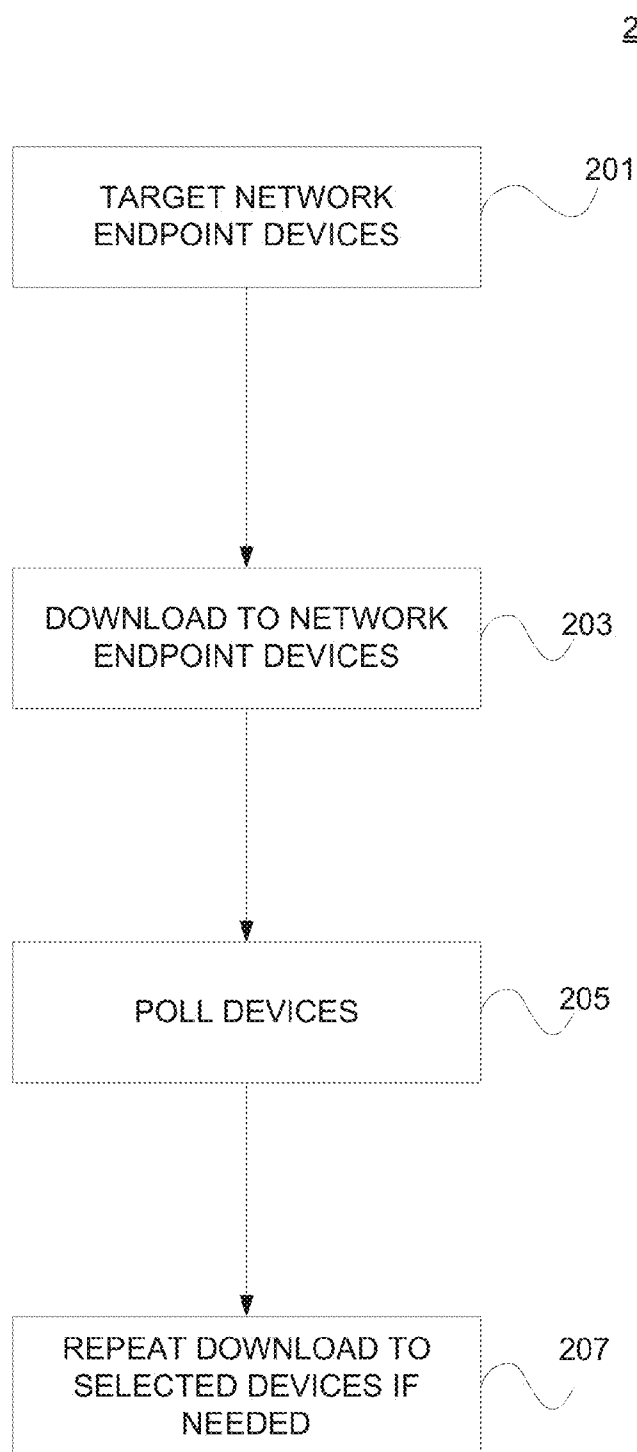 2
TARGET NETWORK
ENDPOINT DEVICES
201
DOWNLOAD TO NETWORK
ENDPOINT DEVICES
203
POLL DEVICES
205
REPEAT DOWNLOAD TO
SELECTED DEVICES IF
NEEDED
207